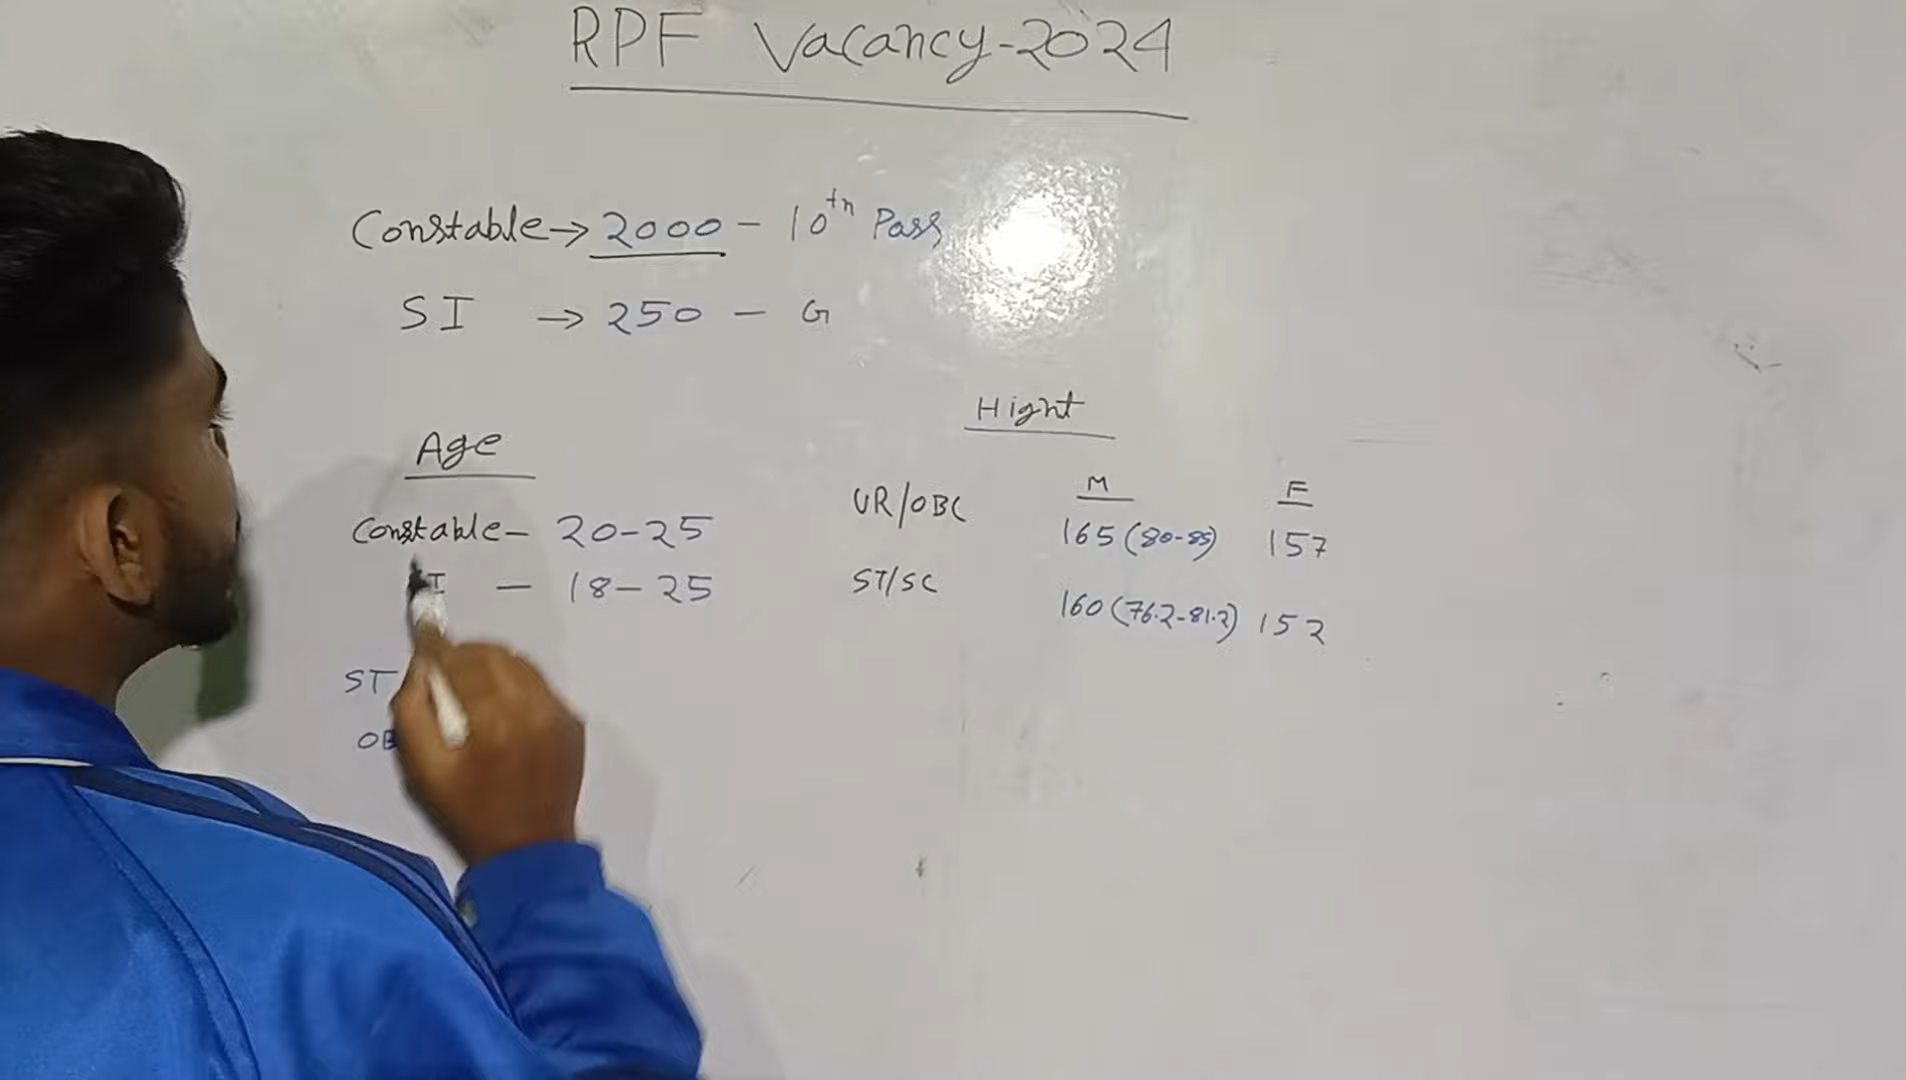 RPF Vacancy-2024
Constable → 2000 - 10th Pass
SI → 250 - G
Age
Constable - 20-25
I - 18-25
ST
OB
Hight
M F
UR/OBC 165 (80-85) 157
ST/SC 160 (76.2-81.2) 152